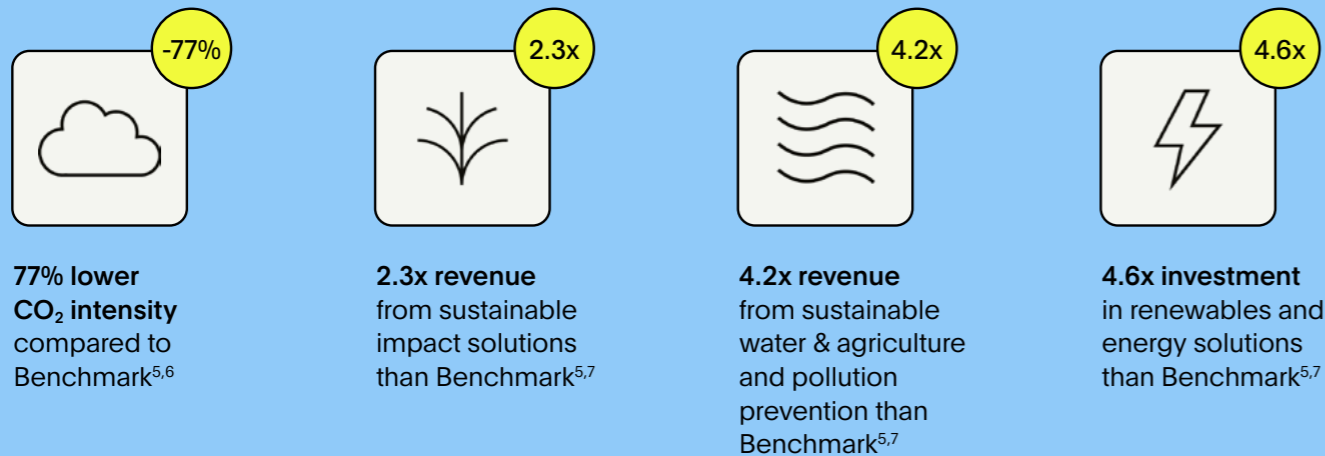 -77%
77% lower
CO₂ intensity
compared to
Benchmark⁵,⁶
2.3x
2.3x revenue
from sustainable
impact solutions
than Benchmark⁵,⁷
4.2x
4.2x revenue
from sustainable
water & agriculture
and pollution
prevention than
Benchmark⁵,⁷
4.6x
4.6x investment
in renewables and
energy solutions
than Benchmark⁵,⁷